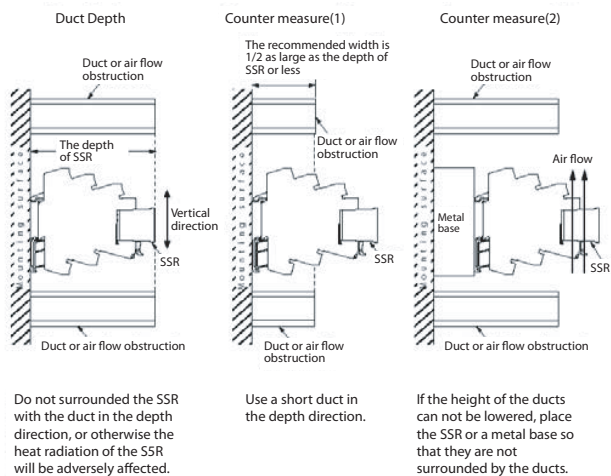 Duct Depth
Duct or air flow
obstruction
The depth
of SSR
Mounting surface
Vertical
direction
SSR
Duct or air flow obstruction
Do not surrounded the SSR
with the duct in the depth
direction, or otherwise the
heat radiation of the S5R
will be adversely affected.
Counter measure(1)
The recommended width is
1/2 as large as the depth of
SSR or less
Duct or air flow
obstruction
Mounting surface
SSR
Duct or air flow
obstruction
Use a short duct in
the depth direction.
Counter measure(2)
Duct or air flow
obstruction
Air flow
Mounting surface
Metal
base
SSR
Duct or air flow obstruction
If the height of the ducts
can not be lowered, place
the SSR or a metal base so
that they are not
surrounded by the ducts.